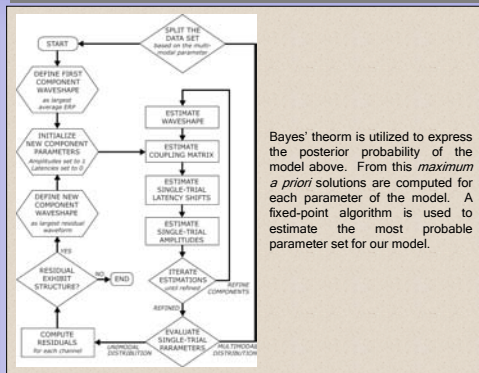 SPLIT THE
DATA SET
based on the multi-
modal parameter
START
DEFINE FIRST
COMPONENT
WAVESHAPE
as largest
average ERP
INITIALIZE
NEW COMPONENT
PARAMETERS
Amplitudes set to 1
Latencies set to 0
DEFINE NEW
COMPONENT
WAVESHAPE
as largest residual
waveform
YES
RESIDUAL
EXHIBIT
STRUCTURE?
NO
END
COMPUTE
RESIDUALS
for each channel
ESTIMATE
WAVESHAPE
ESTIMATE
COUPLING MATRIX
ESTIMATE
SINGLE-TRIAL
LATENCY SHIFTS
ESTIMATE
SINGLE-TRIAL
AMPLITUDES
ITERATE
ESTIMATIONS
until refined
REFINE
COMPONENTS
REFINED
EVALUATE
SINGLE-TRIAL
PARAMETERS
UNIMODAL
DISTRIBUTION
MULTIMODAL
DISTRIBUTION
Bayes' theorm is utilized to express
the posterior probability of the
model above. From this maximum
a priori solutions are computed for
each parameter of the model. A
fixed-point algorithm is used to
estimate the most probable
parameter set for our model.